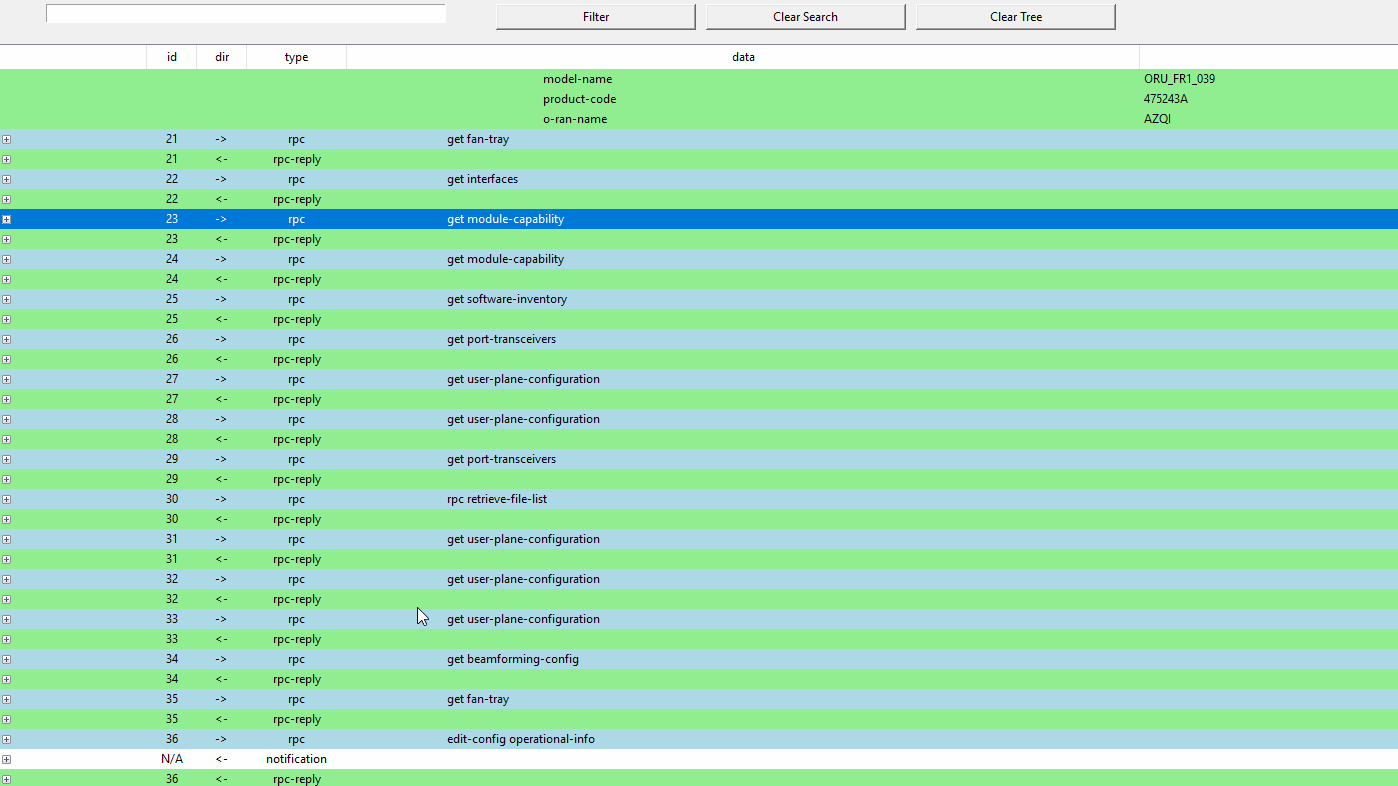 Filter Clear Search Clear Tree
id dir type data
model-name ORU_FR1_039
product-code 475243A
o-ran-name AZQI
21 -> rpc get fan-tray
21 <- rpc-reply
22 -> rpc get interfaces
22 <- rpc-reply
23 -> rpc get module-capability
23 <- rpc-reply
24 -> rpc get module-capability
24 <- rpc-reply
25 -> rpc get software-inventory
25 <- rpc-reply
26 -> rpc get port-transceivers
26 <- rpc-reply
27 -> rpc get user-plane-configuration
27 <- rpc-reply
28 -> rpc get user-plane-configuration
28 <- rpc-reply
29 -> rpc get port-transceivers
29 <- rpc-reply
30 -> rpc rpc retrieve-file-list
30 <- rpc-reply
31 -> rpc get user-plane-configuration
31 <- rpc-reply
32 -> rpc get user-plane-configuration
32 <- rpc-reply
33 -> rpc get user-plane-configuration
33 <- rpc-reply
34 -> rpc get beamforming-config
34 <- rpc-reply
35 -> rpc get fan-tray
35 <- rpc-reply
36 -> rpc edit-config operational-info
N/A <- notification
36 <- rpc-reply